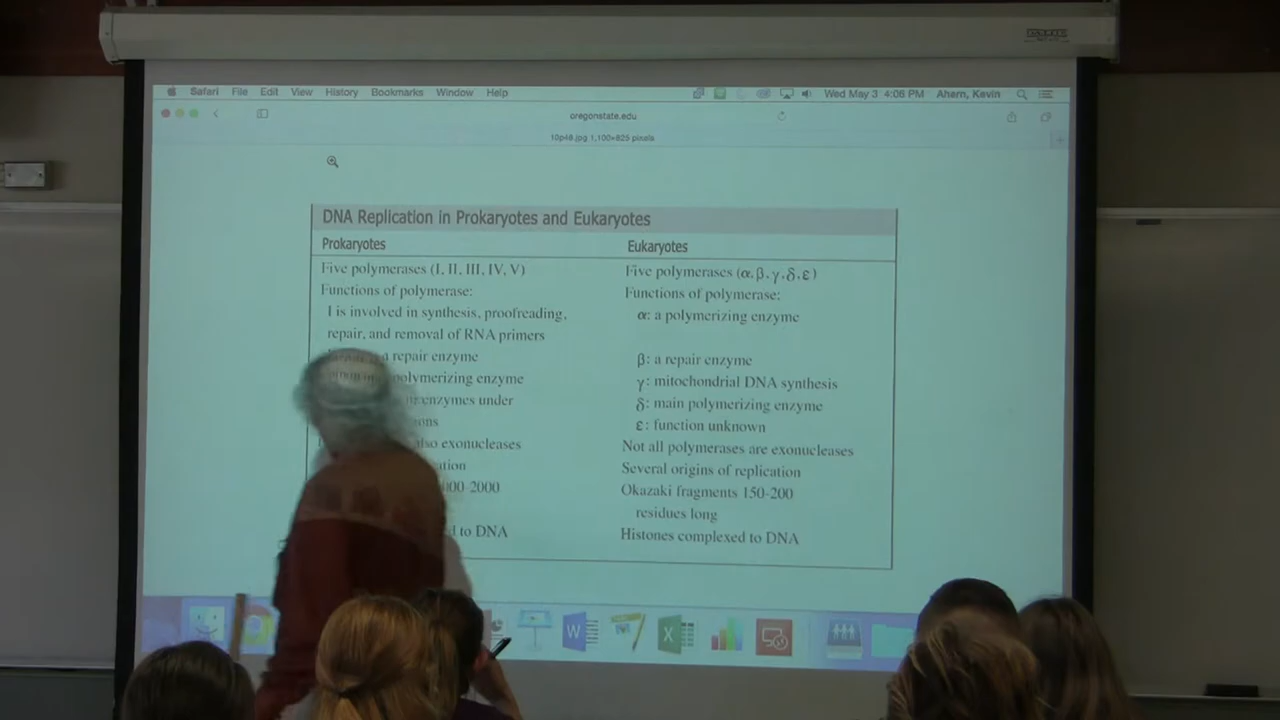 Safari File Edit View History Bookmarks Window Help Wed May 3 4:06 PM Ahern, Kevin
oregonstate.edu
10p48.jpg 1,100×825 pixels
DNA Replication in Prokaryotes and Eukaryotes
Prokaryotes Eukaryotes
Five polymerases (I, II, III, IV, V) Five polymerases (α, β, γ, δ, ε)
Functions of polymerase: Functions of polymerase:
I is involved in synthesis, proofreading, α: a polymerizing enzyme
repair, and removal of RNA primers
a repair enzyme β: a repair enzyme
polymerizing enzyme γ: mitochondrial DNA synthesis
enzymes under δ: main polymerizing enzyme
ε: function unknown
also exonucleases Not all polymerases are exonucleases
Several origins of replication
2000 Okazaki fragments 150-200
residues long
to DNA Histones complexed to DNA
W
X